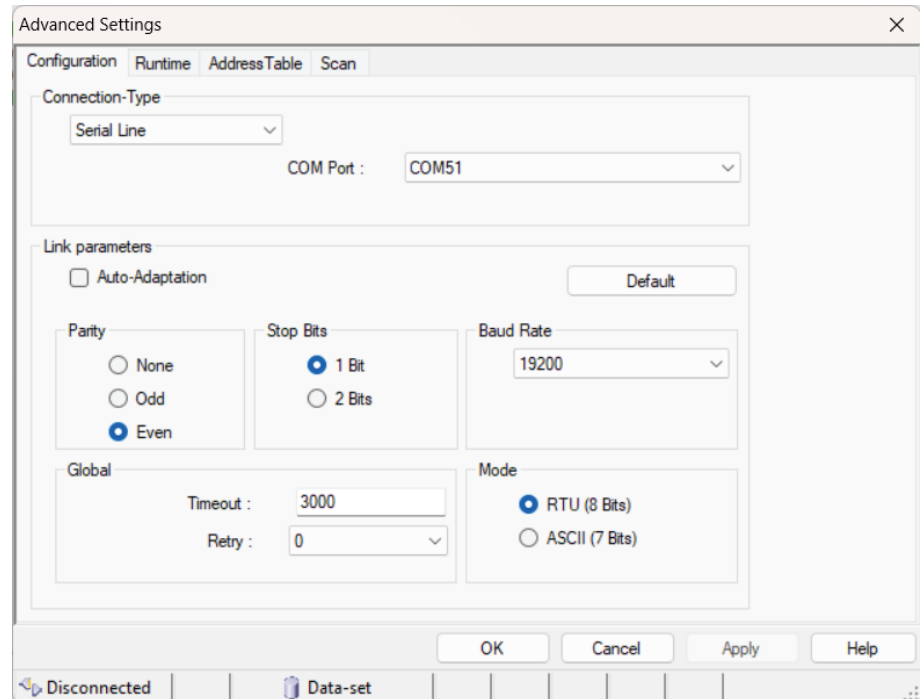 Advanced Settings
Configuration Runtime AddressTable Scan
Connection-Type
Serial Line
COM Port : COM51
Link parameters
Auto-Adaptation Default
Parity Stop Bits Baud Rate
None 1 Bit 19200
Odd 2 Bits
Even
Global Mode
Timeout : 3000 RTU (8 Bits)
Retry : 0 ASCII (7 Bits)
OK Cancel Apply Help
Disconnected Data-set